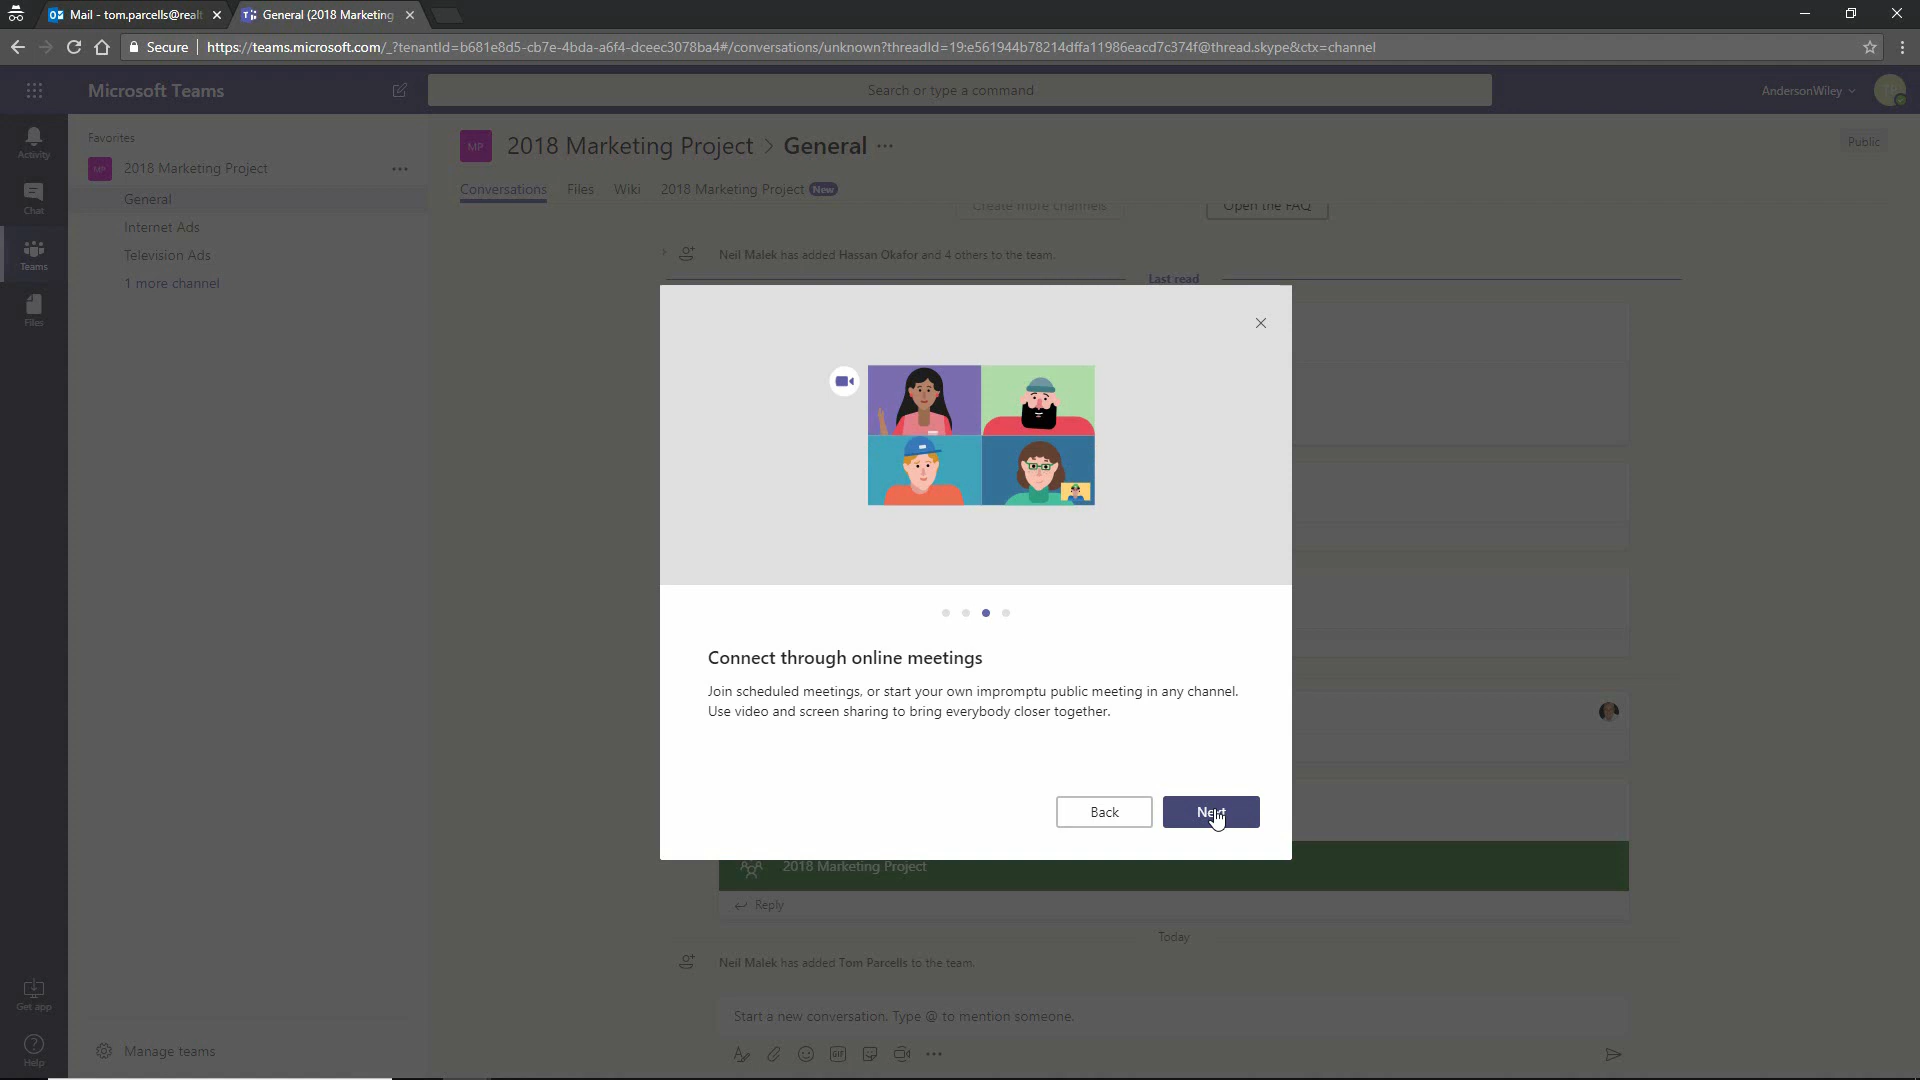 Mail - tom.parcells@realt
General (2018 Marketing
Secure
https://teams.microsoft.com/_?tenantId=b681e8d5-cb7e-4bda-a6f4-dceec3078ba4#/conversations/unknown?threadId=19:e561944b78214dffa11986eacd7c374f@thread.skype&ctx=channel
Microsoft Teams
Search or type a command
AndersonWiley
TP
Activity
Chat
Teams
Files
Get app
Help
Favorites
MP 2018 Marketing Project
General
Internet Ads
Television Ads
1 more channel
Manage teams
MP 2018 Marketing Project > General
Public
Conversations Files Wiki 2018 Marketing Project New
Create more channels Open the FAQ
Neil Malek has added Hassan Okafor and 4 others to the team.
Last read
Connect through online meetings
Join scheduled meetings, or start your own impromptu public meeting in any channel.
Use video and screen sharing to bring everybody closer together.
Back Next
2018 Marketing Project
Reply
Today
Neil Malek has added Tom Parcells to the team.
Start a new conversation. Type @ to mention someone.
GIF